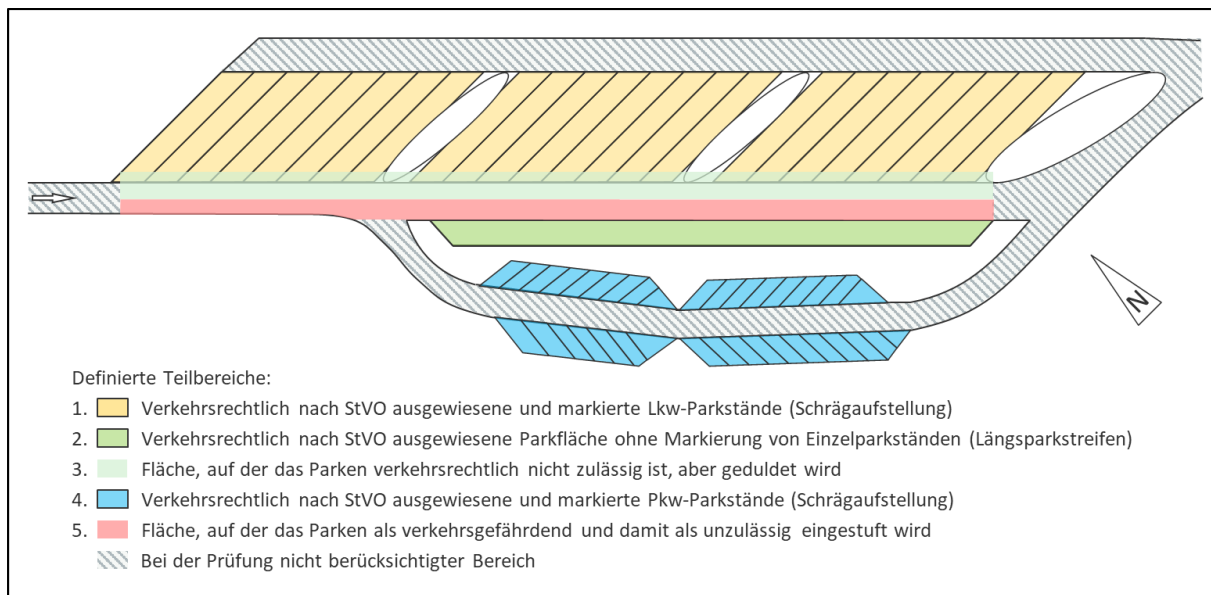 N
Definierte Teilbereiche:
1. Verkehrsrechtlich nach StVO ausgewiesene und markierte Lkw-Parkstände (Schrägaufstellung)
2. Verkehrsrechtlich nach StVO ausgewiesene Parkfläche ohne Markierung von Einzelparkständen (Längsparkstreifen)
3. Fläche, auf der das Parken verkehrsrechtlich nicht zulässig ist, aber geduldet wird
4. Verkehrsrechtlich nach StVO ausgewiesene und markierte Pkw-Parkstände (Schrägaufstellung)
5. Fläche, auf der das Parken als verkehrsgefährdend und damit als unzulässig eingestuft wird
Bei der Prüfung nicht berücksichtigter Bereich